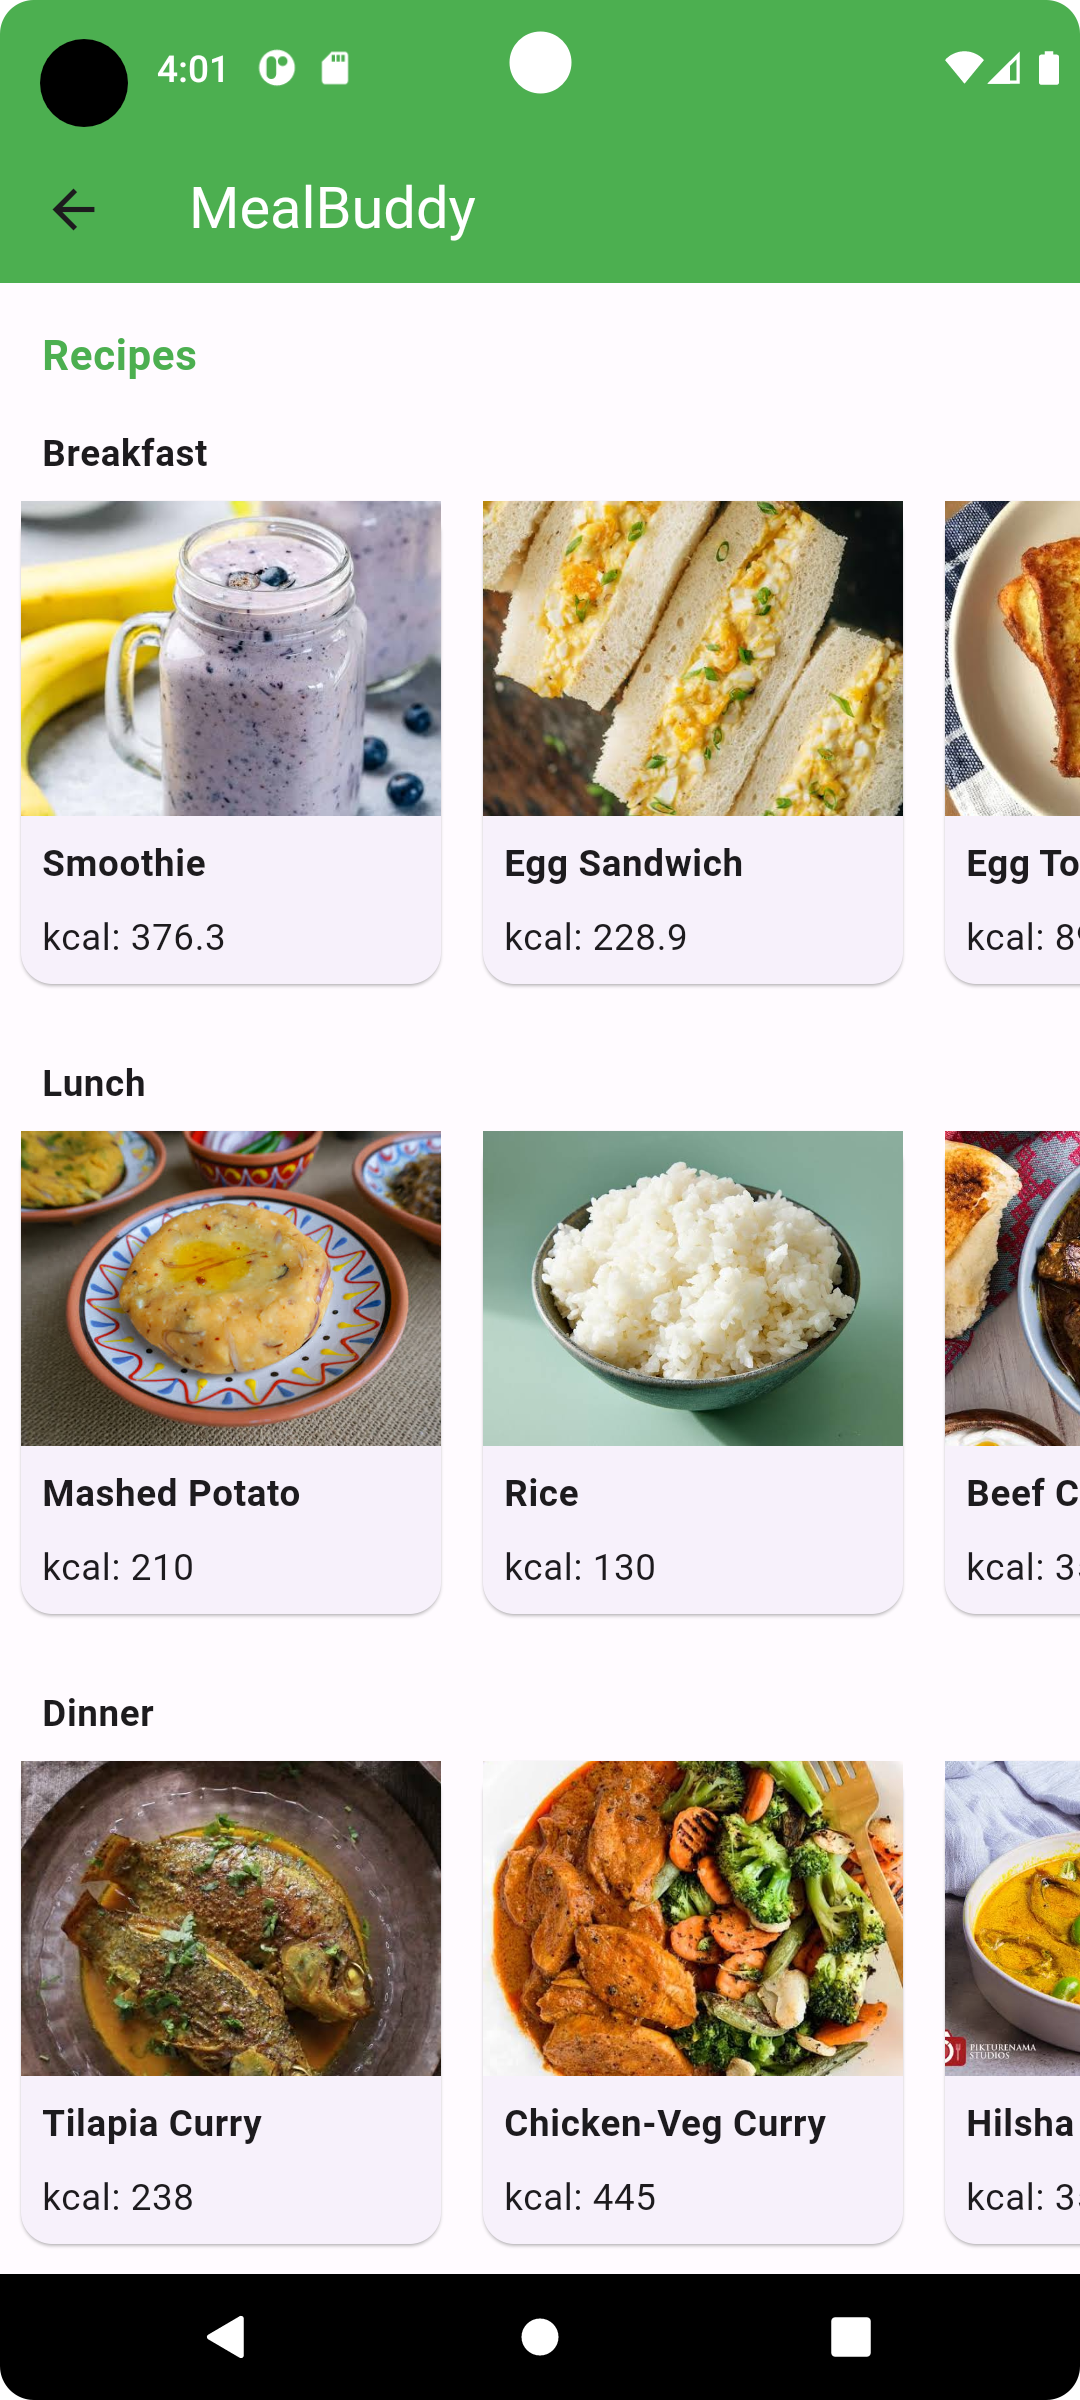 4:01
MealBuddy
Recipes
Breakfast
Smoothie
kcal: 376.3
Egg Sandwich
kcal: 228.9
Egg To
kcal: 8
Lunch
Mashed Potato
kcal: 210
Rice
kcal: 130
Beef C
kcal: 3
Dinner
PIKTURENAMA
STUDIOS
Tilapia Curry
kcal: 238
Chicken-Veg Curry
kcal: 445
Hilsha
kcal: 3